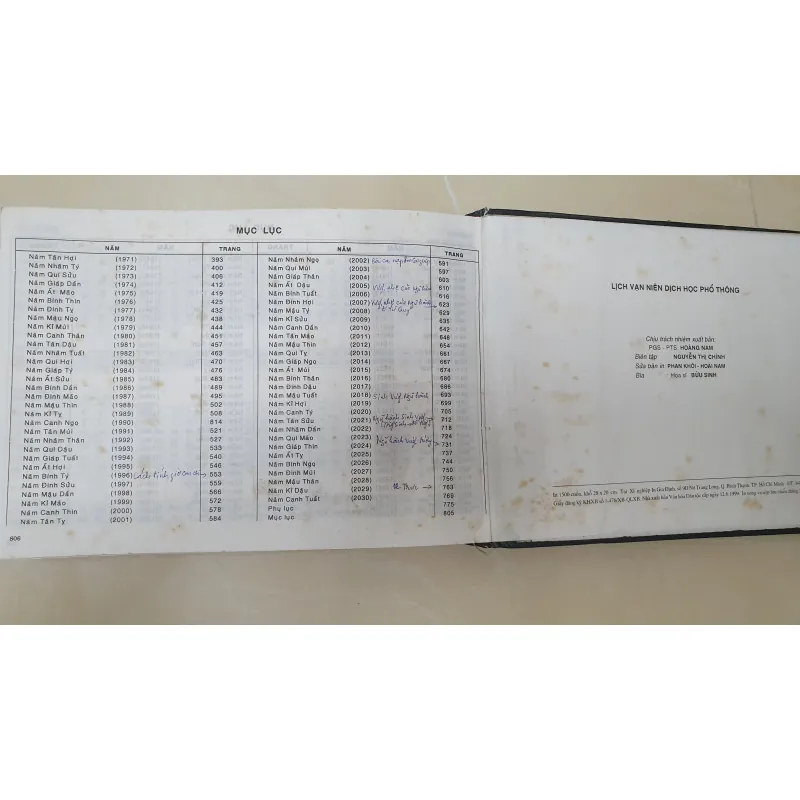 MỤC LỤC
NĂM TRANG NĂM TRANG
Năm Tân Hợi (1971) 393
Năm Nhâm Tý (1972) 400
Năm Quí Sửu (1973) 406
Năm Giáp Dần (1974) 412
Năm Ất Mão (1975) 419
Năm Bính Thìn (1976) 425
Năm Đinh Tỵ (1977) 432
Năm Mậu Ngọ (1978) 438
Năm Kỉ Mùi (1979) 444
Năm Canh Thân (1980) 451
Năm Tân Dậu (1981) 457
Năm Nhâm Tuất (1982) 463
Năm Quí Hợi (1983) 470
Năm Giáp Tý (1984) 476
Năm Ất Sửu (1985) 483
Năm Bính Dần (1986) 489
Năm Đinh Mão (1987) 495
Năm Mậu Thìn (1988) 502
Năm Kỉ Tỵ (1989) 508
Năm Canh Ngọ (1990) 814
Năm Tân Mùi (1991) 521
Năm Nhâm Thân (1992) 527
Năm Quí Dậu (1993) 533
Năm Giáp Tuất (1994) 540
Năm Ất Hợi (1995) 546
Năm Bính Tý (1996) 553
Năm Đinh Sửu (1997) 559
Năm Mậu Dần (1998) 566
Năm Kỉ Mão (1999) 572
Năm Canh Thìn (2000) 578
Năm Tân Tỵ (2001) 584
Năm Nhâm Ngọ (2002) 591
Năm Quí Mùi (2003) 597
Năm Giáp Thân (2004) 603
Năm Ất Dậu (2005) 610
Năm Bính Tuất (2006) 616
Năm Đinh Hợi (2007) 623
Năm Mậu Tý (2008) 629
Năm Kỉ Sửu (2009) 635
Năm Canh Dần (2010) 642
Năm Tân Mão (2011) 648
Năm Mậu Thìn (2012) 654
Năm Quí Tỵ (2013) 661
Năm Giáp Ngọ (2014) 667
Năm Ất Mùi (2015) 674
Năm Bính Thân (2016) 680
Năm Đinh Dậu (2017) 686
Năm Mậu Tuất (2018) 693
Năm Kỉ Hợi (2019) 699
Năm Canh Tý (2020) 705
Năm Tân Sửu (2021) 712
Năm Nhâm Dần (2022) 718
Năm Quí Mão (2023) 724
Năm Giáp Thìn (2024) 731
Năm Ất Tỵ (2025) 737
Năm Bính Ngọ (2026) 744
Năm Đinh Mùi (2027) 750
Năm Mậu Thân (2028) 756
Năm Kỉ Dậu (2029) 763
Năm Canh Tuất (2030) 769
Phụ lục 775
Mục lục 805
806
LỊCH VẠN NIÊN DỊCH HỌC PHỔ THÔNG
Chịu trách nhiệm xuất bản:
PGS - PTS. HOÀNG NAM
Biên tập : NGUYỄN THỊ CHÍNH
Sửa bản in : PHAN KHÔI - HOÀI NAM
Bìa : Họa sĩ BỬU SINH